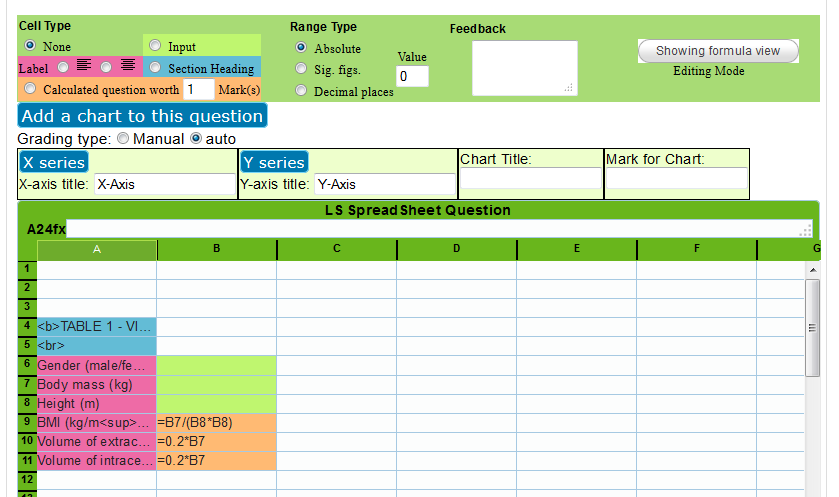 Cell Type
None
Input
Label
Section Heading
Calculated question worth 1 Mark(s)
Range Type
Absolute
Sig. figs.
Decimal places
Value
0
Feedback
Showing formula view
Editing Mode
Add a chart to this question
Grading type: Manual auto
X series
Y series
Chart Title:
Mark for Chart:
X-axis title: X-Axis
Y-axis title: Y-Axis
LS SpreadSheet Question
A24fx
A B C D E F G
1
2
3
4 <b>TABLE 1 - VI...
5 <br>
6 Gender (male/fe...
7 Body mass (kg)
8 Height (m)
9 BMI (kg/m<sup>... =B7/(B8*B8)
10 Volume of extrac... =0.2*B7
11 Volume of intrace... =0.2*B7
12
13